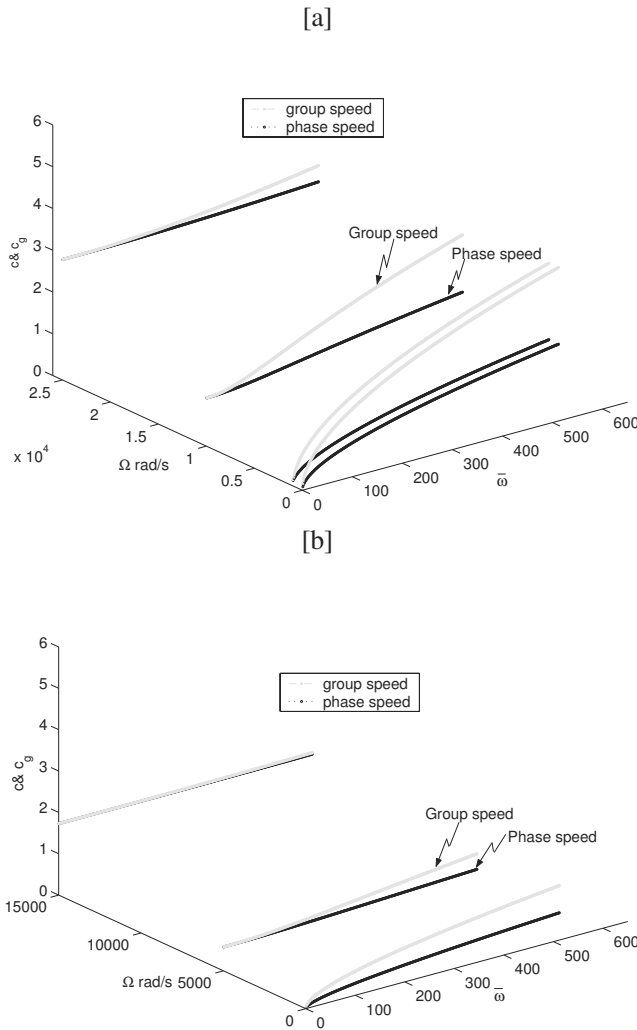 [a]
group speed
phase speed
6
5
4
3
2
1
0
c& c_g
Group speed
Phase speed
2.5
2
1.5
1
0.5
0
x 10^4
Ω rad/s
0
100
200
300
400
500
600
ω̅
[b]
group speed
phase speed
6
5
4
3
2
1
0
c& c_g
Group speed
Phase speed
15000
10000
5000
0
Ω rad/s
0
100
200
300
400
500
600
ω̅